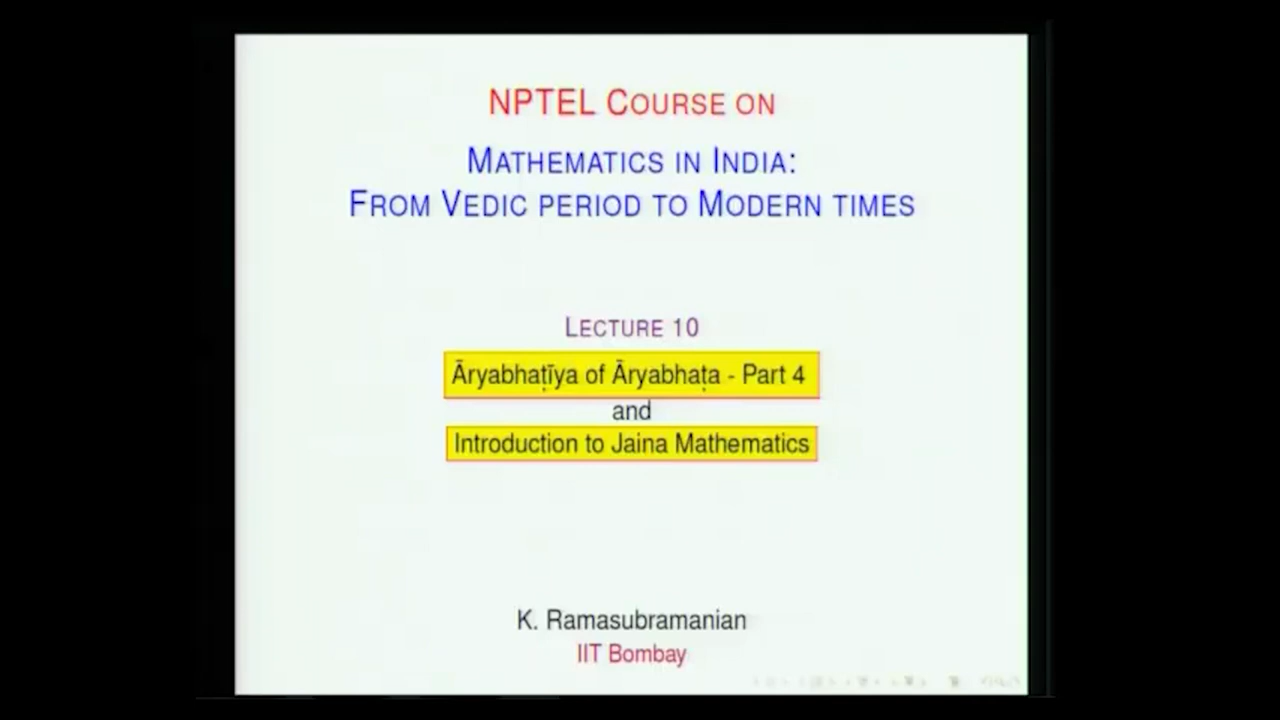 NPTEL COURSE ON
MATHEMATICS IN INDIA:
FROM VEDIC PERIOD TO MODERN TIMES
LECTURE 10
Āryabhaṭīya of Āryabhaṭa - Part 4
and
Introduction to Jaina Mathematics
K. Ramasubramanian
IIT Bombay